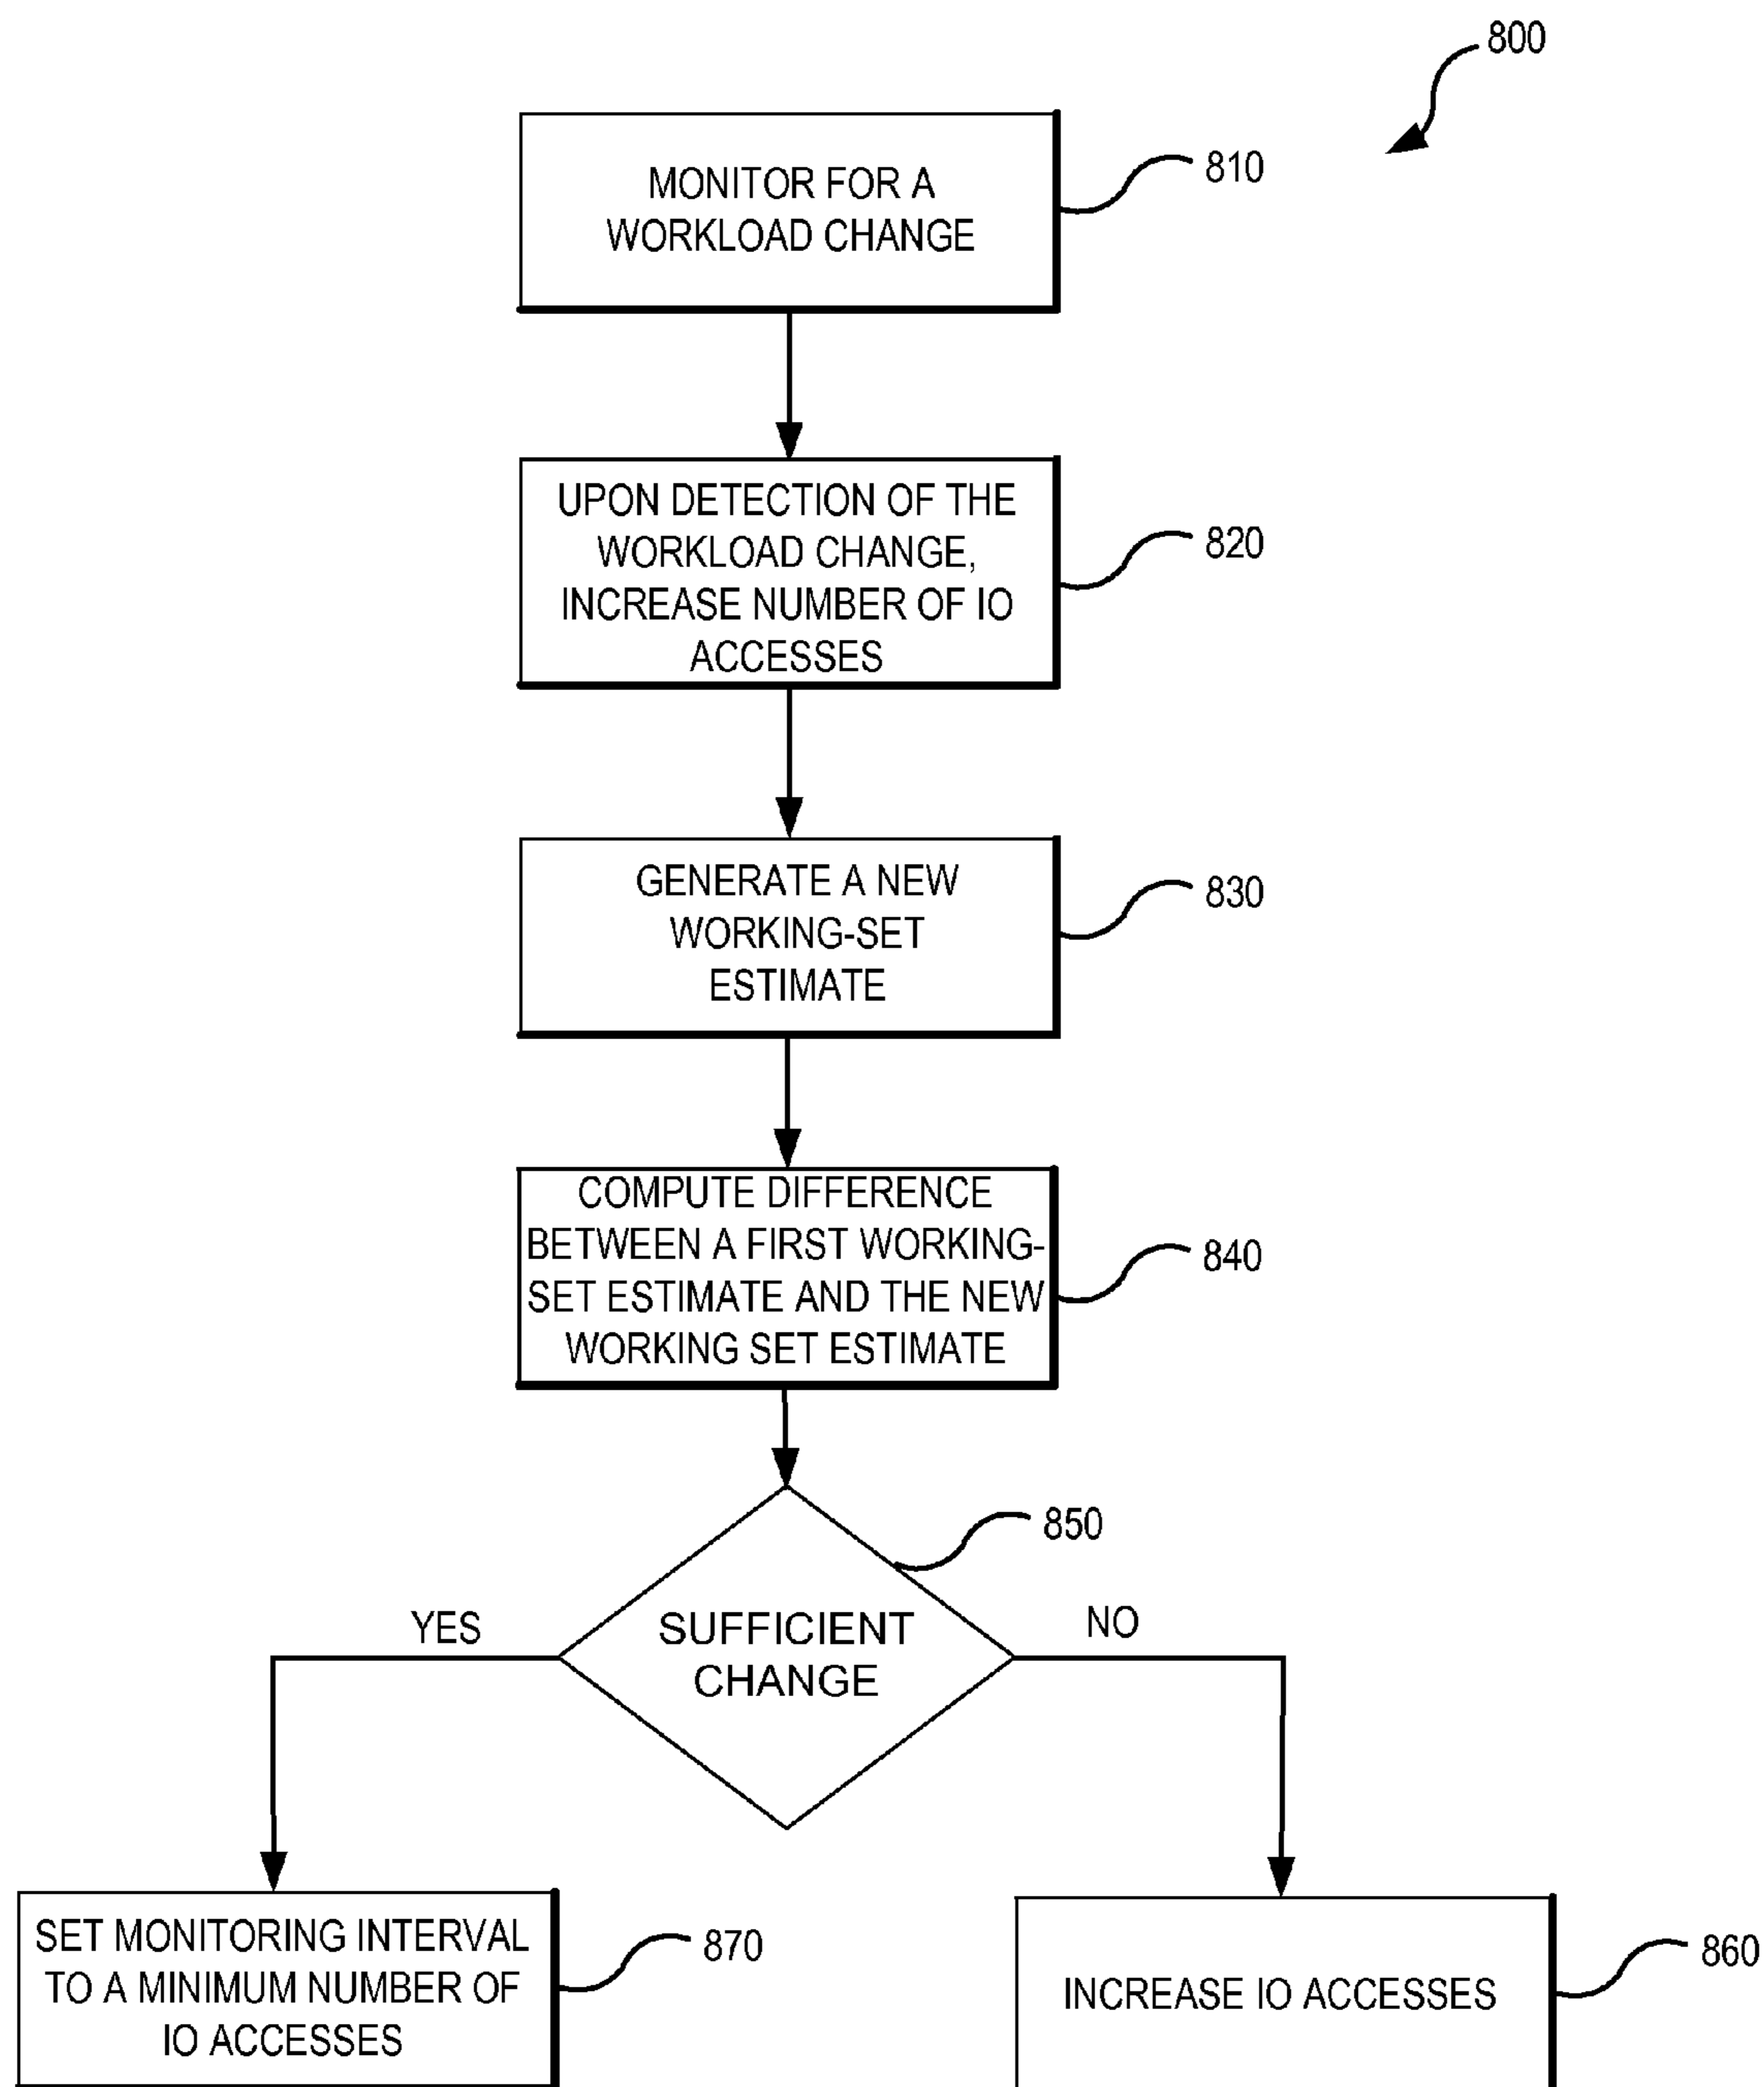 800
MONITOR FOR A
WORKLOAD CHANGE
810
UPON DETECTION OF THE
WORKLOAD CHANGE,
INCREASE NUMBER OF IO
ACCESSES
820
GENERATE A NEW
WORKING-SET
ESTIMATE
830
COMPUTE DIFFERENCE
BETWEEN A FIRST WORKING-
SET ESTIMATE AND THE NEW
WORKING SET ESTIMATE
840
850
SUFFICIENT
CHANGE
YES
NO
SET MONITORING INTERVAL
TO A MINIMUM NUMBER OF
IO ACCESSES
870
INCREASE IO ACCESSES
860